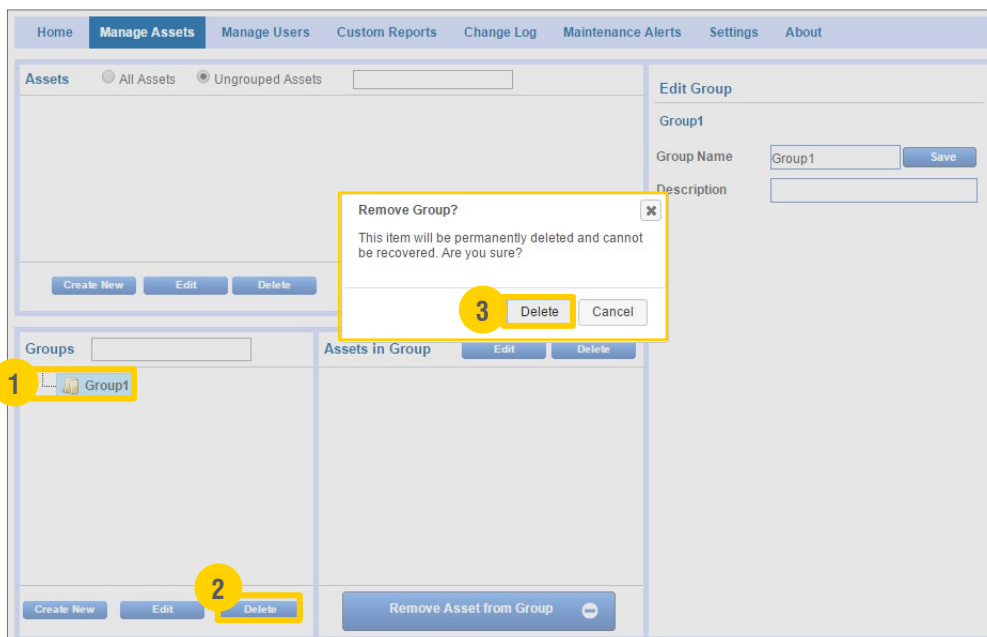 Home Manage Assets Manage Users Custom Reports Change Log Maintenance Alerts Settings About
Assets All Assets Ungrouped Assets
Edit Group
Group1
Group Name Group1 Save
Description
Remove Group?
This item will be permanently deleted and cannot
be recovered. Are you sure?
3 Delete Cancel
Create New Edit Delete
Groups
Assets in Group Edit Delete
1 Group1
2
Create New Edit Delete
Remove Asset from Group